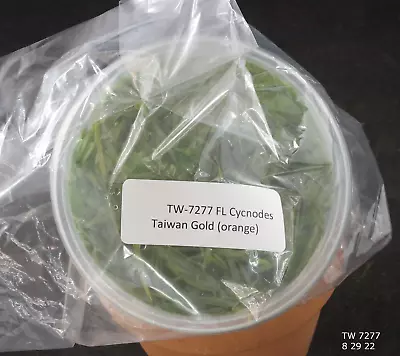 TW-7277 FL Cycnodes
Taiwan Gold (orange)
TW 7277
8 29 22